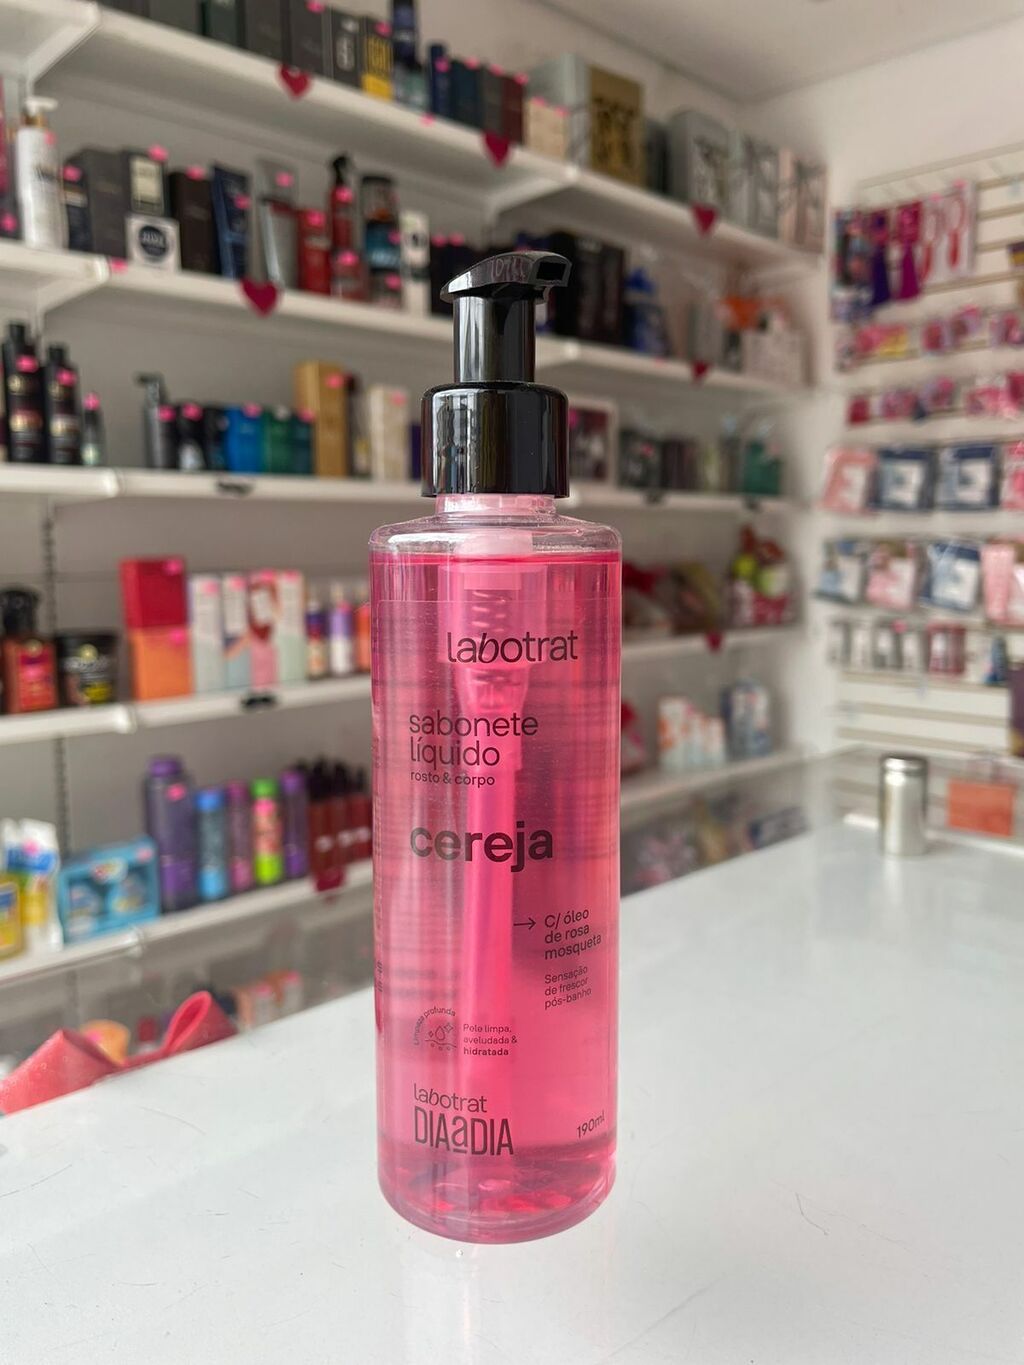 labotrat
sabonete
líquido
rosto & corpo
cereja
→ C/ óleo
de rosa
mosqueta
Sensação
de frescor
pós-banho
Limpeza profunda
Pele limpa,
aveludada &
hidratada
labotrat
DIAaDIA
190ml